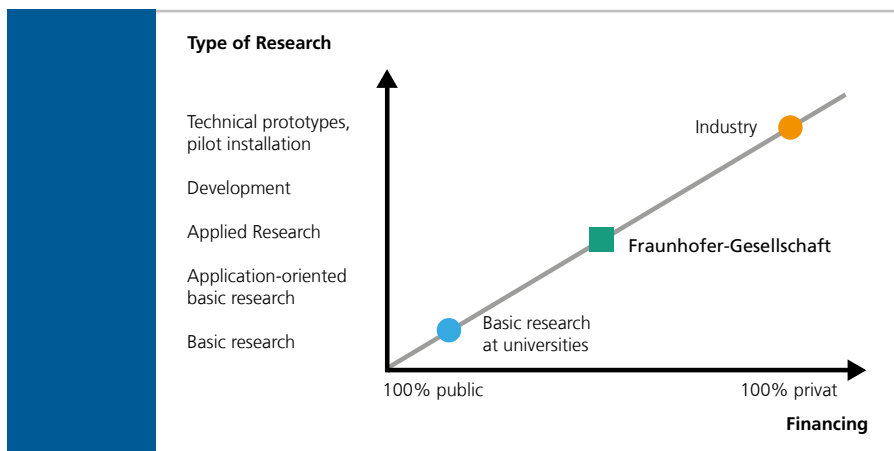 Type of Research
Technical prototypes,
pilot installation
Development
Applied Research
Application-oriented
basic research
Basic research
Industry
Fraunhofer-Gesellschaft
Basic research
at universities
100% public
100% privat
Financing